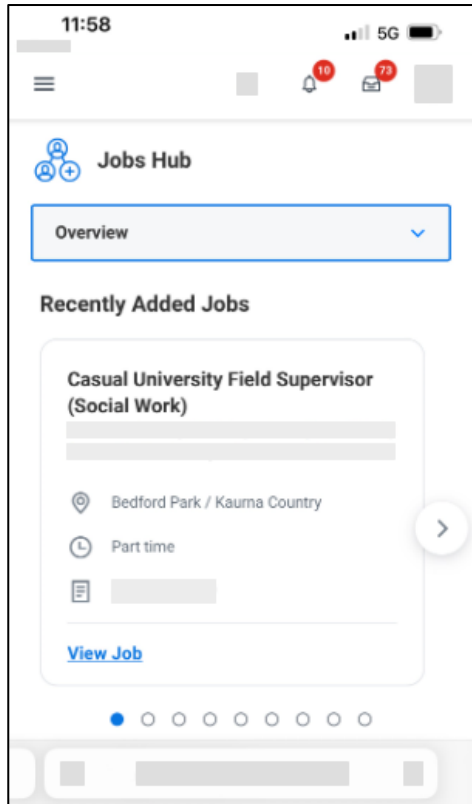 11:58
5G
10
73
Jobs Hub
Overview
Recently Added Jobs
Casual University Field Supervisor
(Social Work)
Bedford Park / Kaurna Country
Part time
View Job